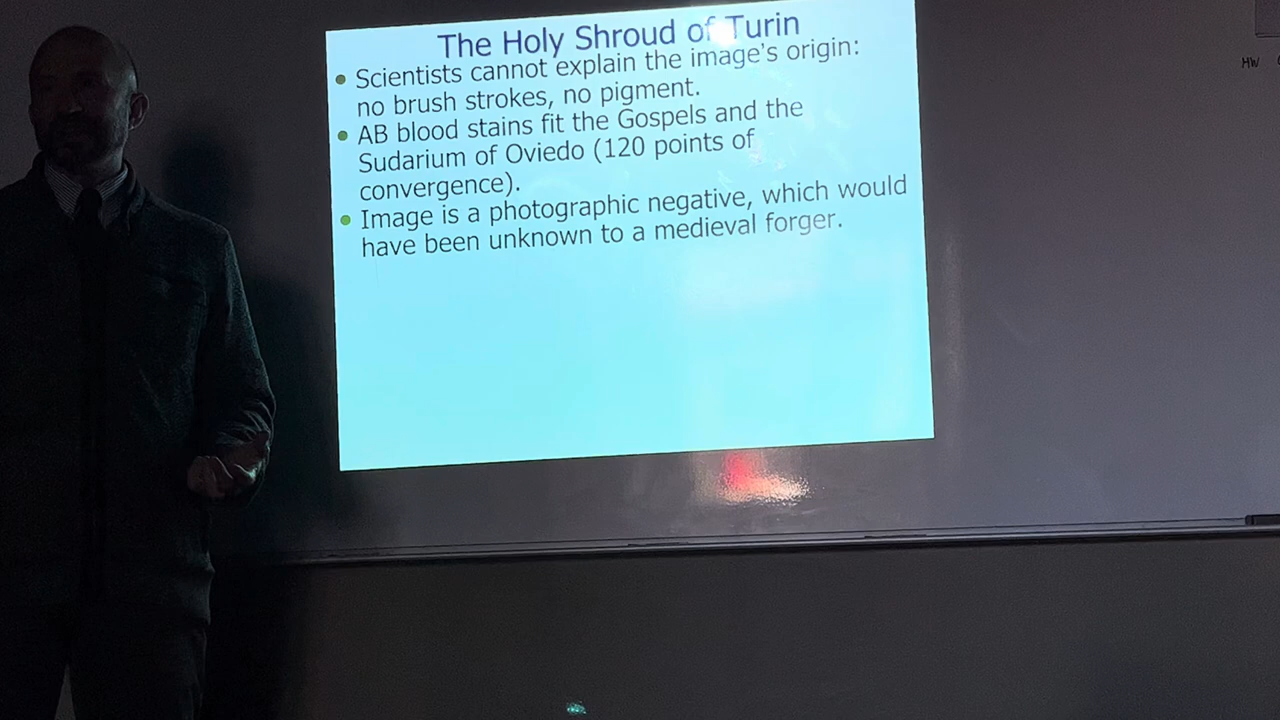 The Holy Shroud of Turin
• Scientists cannot explain the image's origin:
no brush strokes, no pigment.
• AB blood stains fit the Gospels and the
Sudarium of Oviedo (120 points of
convergence).
• Image is a photographic negative, which would
have been unknown to a medieval forger.
HW